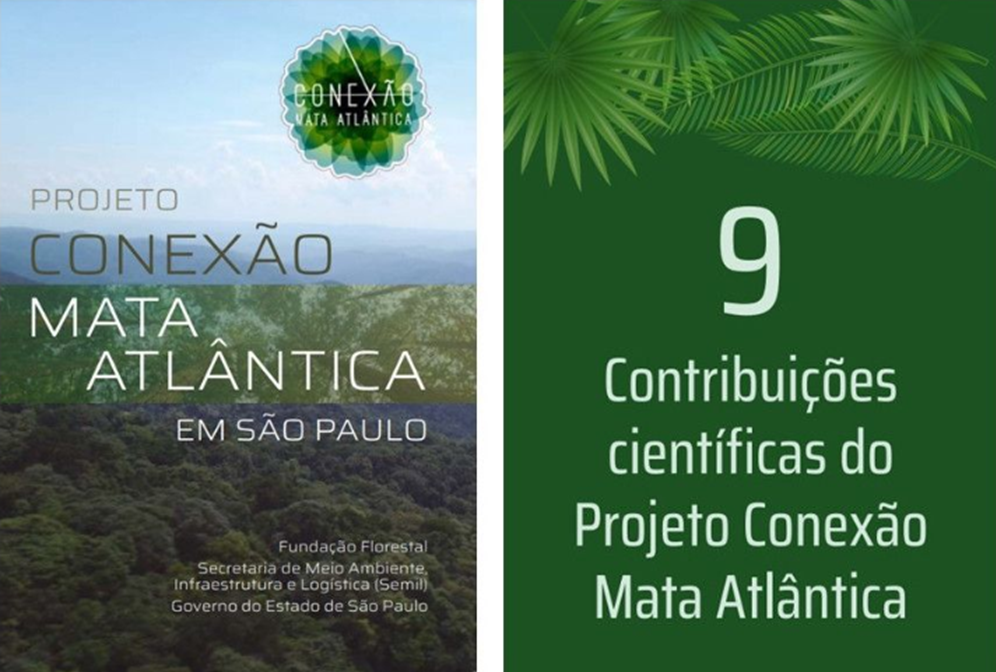 CONEXÃO
MATA ATLÂNTICA
PROJETO
CONEXÃO
MATA
ATLÂNTICA
EM SÃO PAULO
Fundação Florestal
Secretaria de Meio Ambiente,
Infraestrutura e Logística (Semil)
Governo do Estado de São Paulo
9
Contribuições
científicas do
Projeto Conexão
Mata Atlântica